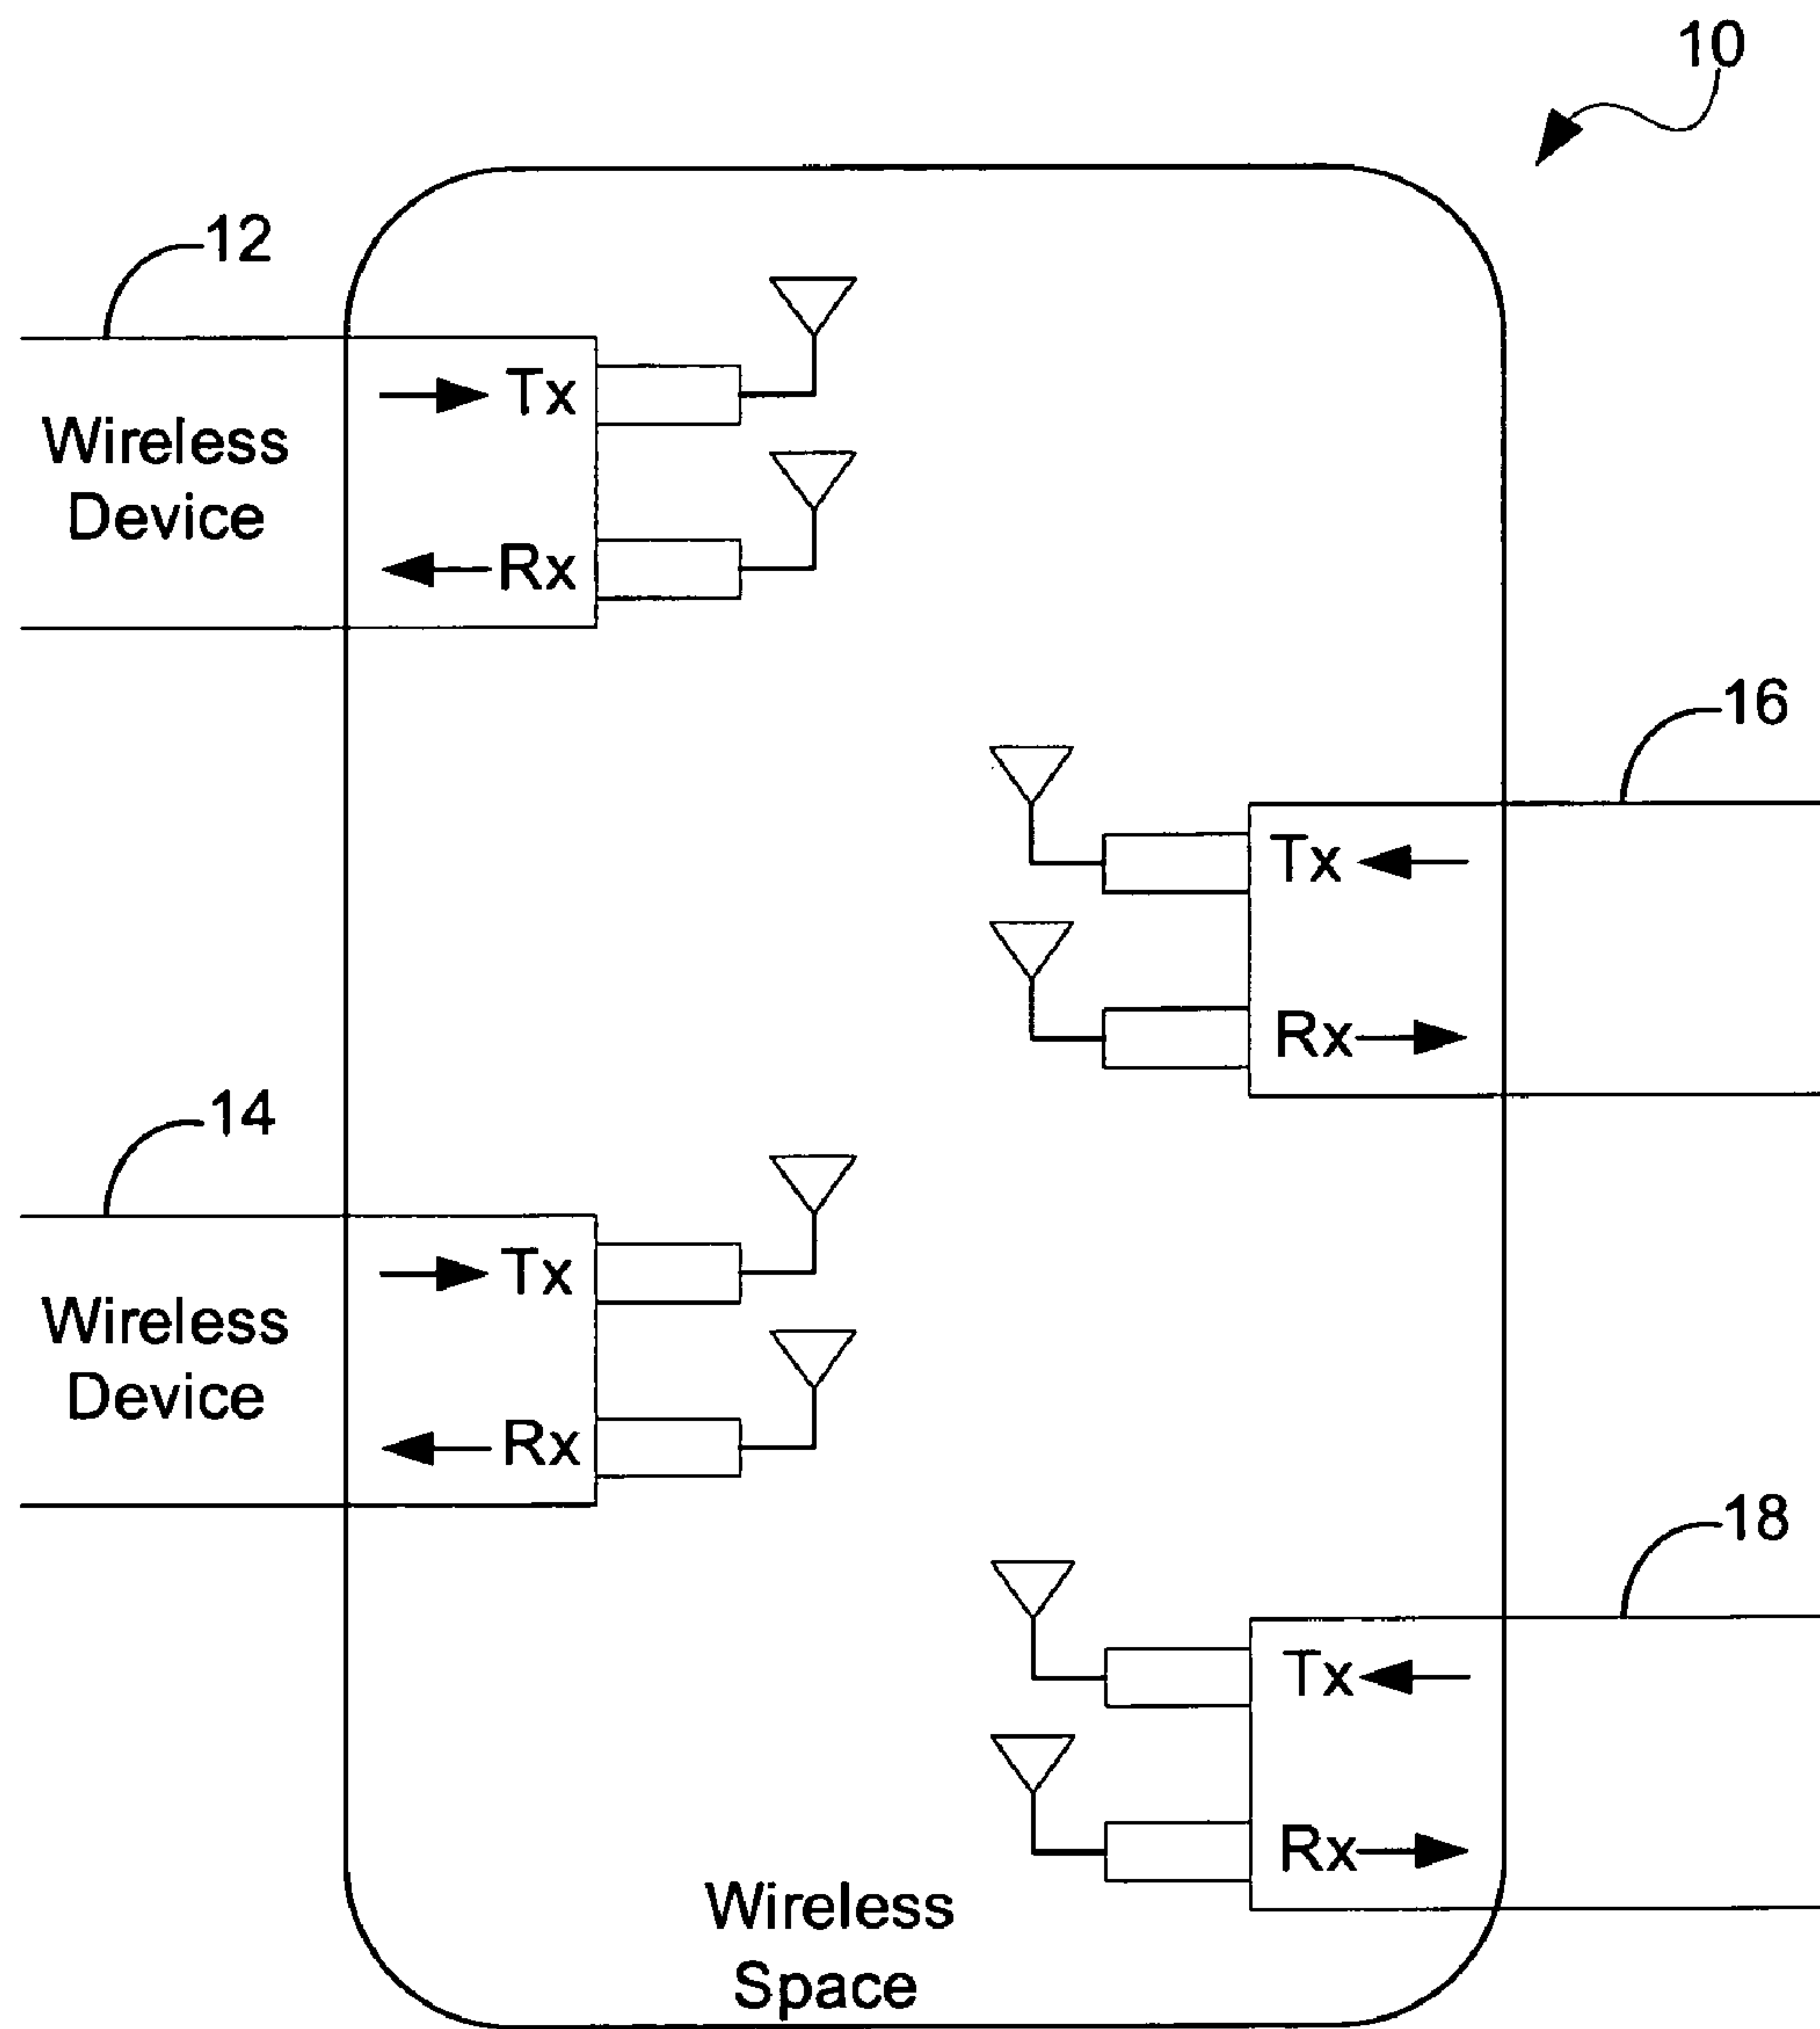 10
12
Tx
Wireless
Device
Rx
16
Tx
Rx
14
Tx
Wireless
Device
Rx
18
Tx
Rx
Wireless
Space